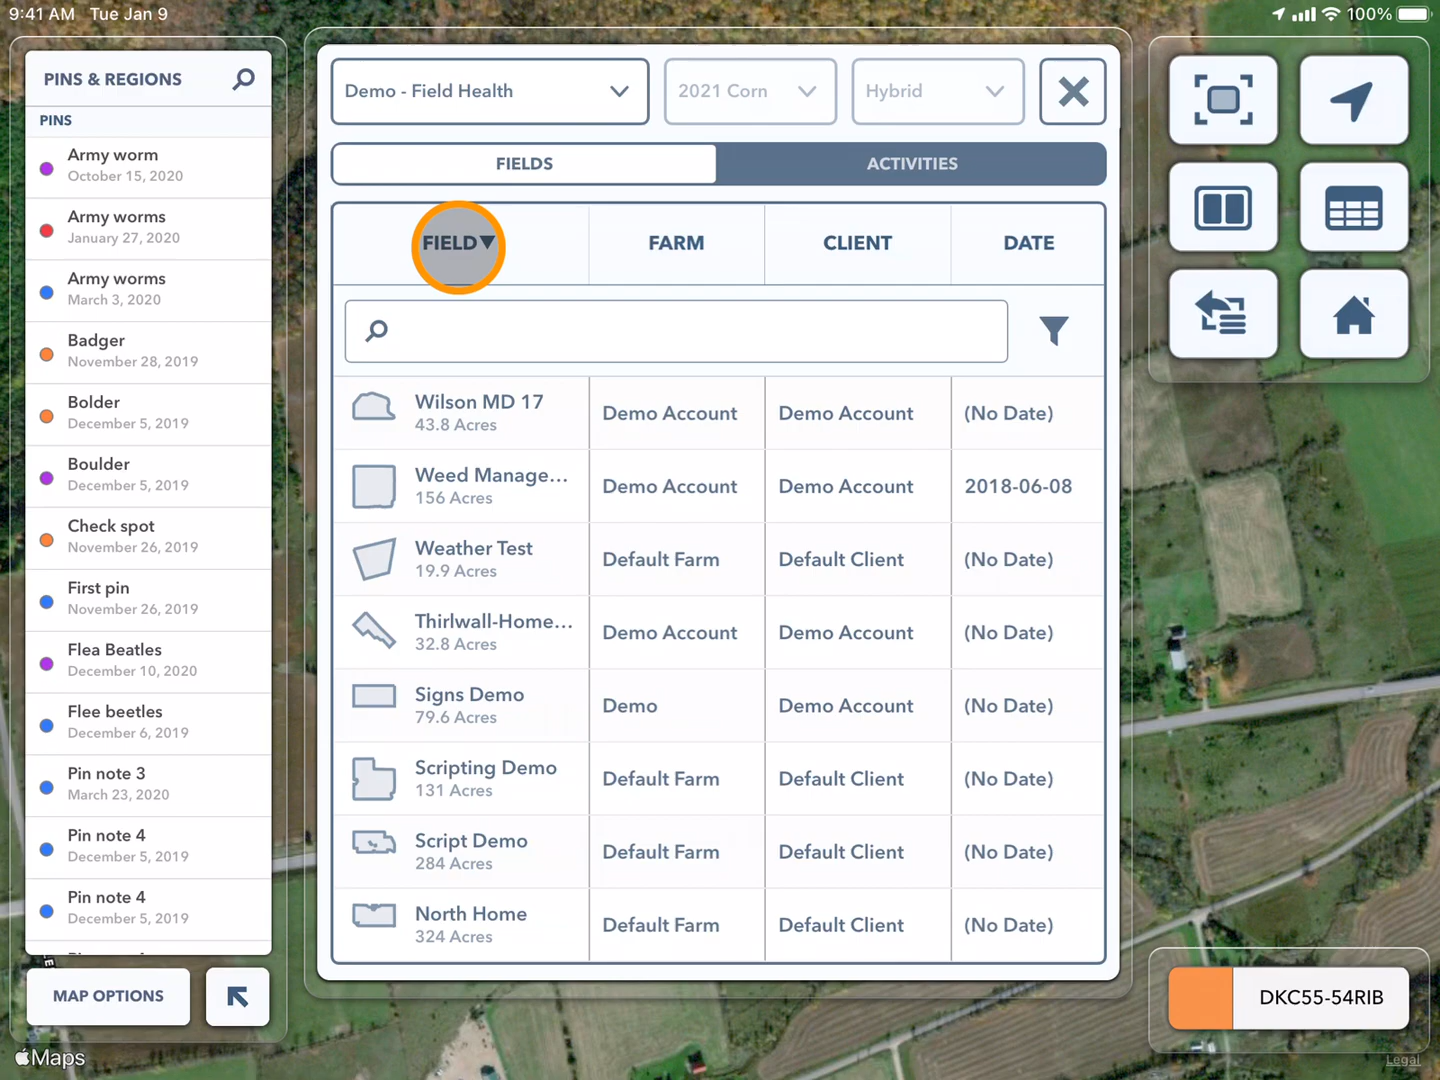 9:41 AM Tue Jan 9
100%
PINS & REGIONS
PINS
Army worm
October 15, 2020
Army worms
January 27, 2020
Army worms
March 3, 2020
Badger
November 28, 2019
Bolder
December 5, 2019
Boulder
December 5, 2019
Check spot
November 26, 2019
First pin
November 26, 2019
Flea Beatles
December 10, 2020
Flee beetles
December 6, 2019
Pin note 3
March 23, 2020
Pin note 4
December 5, 2019
Pin note 4
December 5, 2019
MAP OPTIONS
Maps
Demo - Field Health
2021 Corn
Hybrid
FIELDS
ACTIVITIES
FIELD▼ FARM CLIENT DATE
Wilson MD 17
43.8 Acres
Demo Account
Demo Account
(No Date)
Weed Manage...
156 Acres
Demo Account
Demo Account
2018-06-08
Weather Test
19.9 Acres
Default Farm
Default Client
(No Date)
Thirlwall-Home...
32.8 Acres
Demo Account
Demo Account
(No Date)
Signs Demo
79.6 Acres
Demo
Demo Account
(No Date)
Scripting Demo
131 Acres
Default Farm
Default Client
(No Date)
Script Demo
284 Acres
Default Farm
Default Client
(No Date)
North Home
324 Acres
Default Farm
Default Client
(No Date)
DKC55-54RIB
Legal